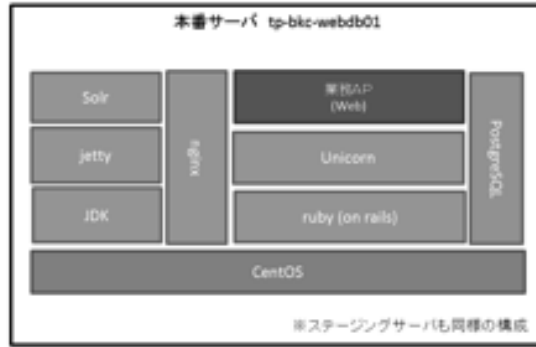 本番サーバ tp-bkc-webdb01
Solr
jetty
JDK
nginx
業務AP
(Web)
Unicorn
ruby (on rails)
PostgreSQL
CentOS
※ステージングサーバも同様の構成